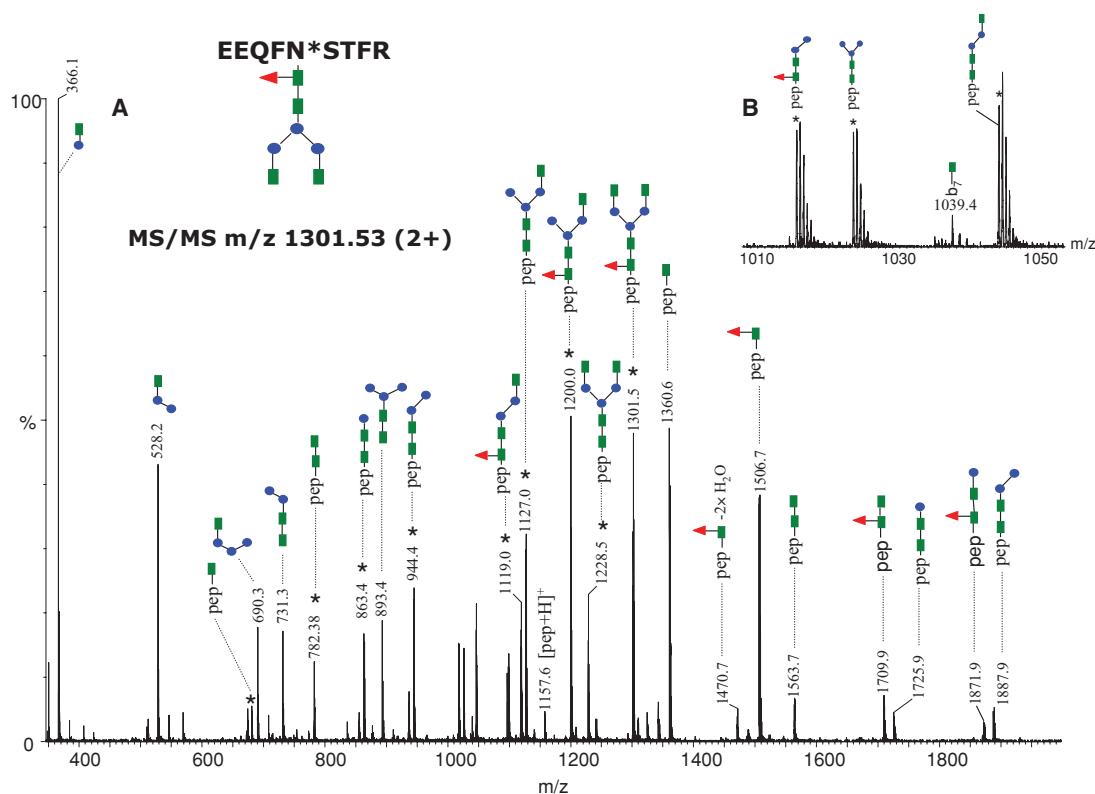 EEQFN*STFR
A
MS/MS m/z 1301.53 (2+)
100
%
0
366.1
528.2
pep
*
690.3
731.3
pep
782.38 *
pep
863.4 *
893.4
pep
944.4 *
pep
1119.0 *
pep
1127.0 *
1157.6 [pep+H]+
pep
1200.0 *
pep
1228.5 *
pep
1301.5 *
pep
1360.6
pep -2× H2O
1470.7
pep
1506.7
pep
1563.7
pep
1709.9
pep
1725.9
pep
1871.9
pep
1887.9
600 800 1000 1200 1400 1600 1800
m/z
B
pep
*
pep
*
b7
1039.4
pep
*
1010 1030 1050
m/z